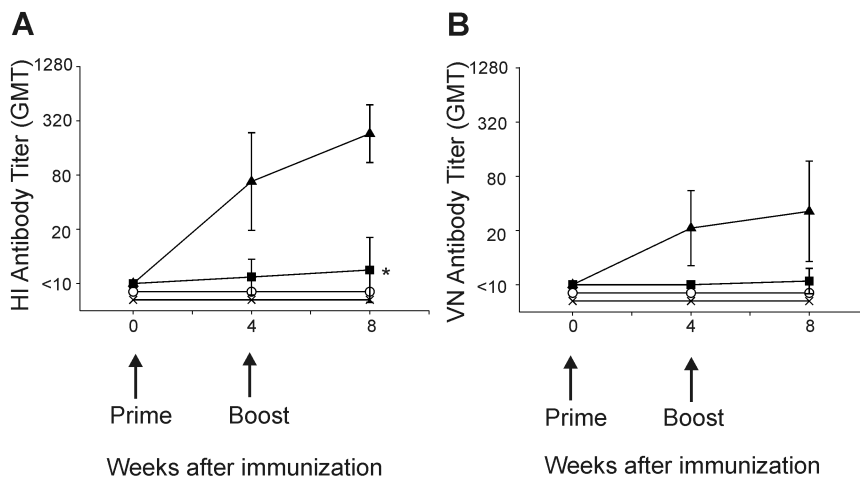 A
HI Antibody Titer (GMT)
1280
320
80
20
<10
*
0 4 8
Prime Boost
Weeks after immunization
B
VN Antibody Titer (GMT)
1280
320
80
20
<10
0 4 8
Prime Boost
Weeks after immunization